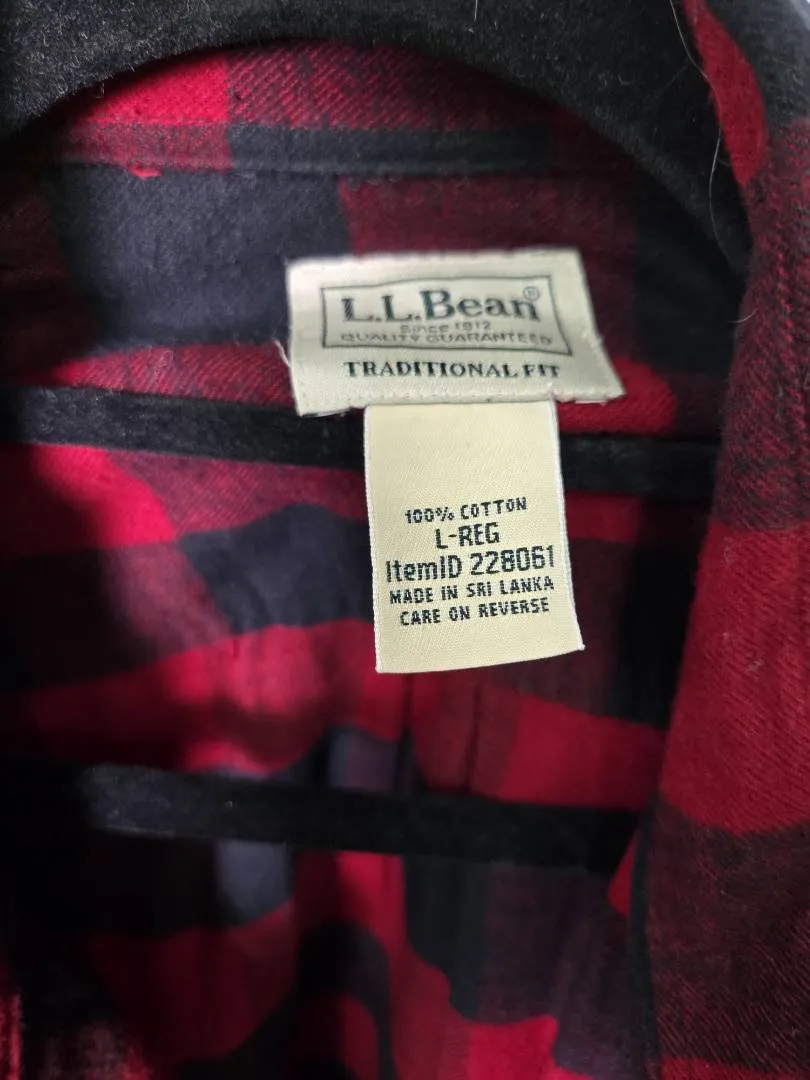 L.L.Bean®
Since 1912
QUALITY GUARANTEED
TRADITIONAL FIT
100% COTTON
L-REG
ItemID 228061
MADE IN SRI LANKA
CARE ON REVERSE